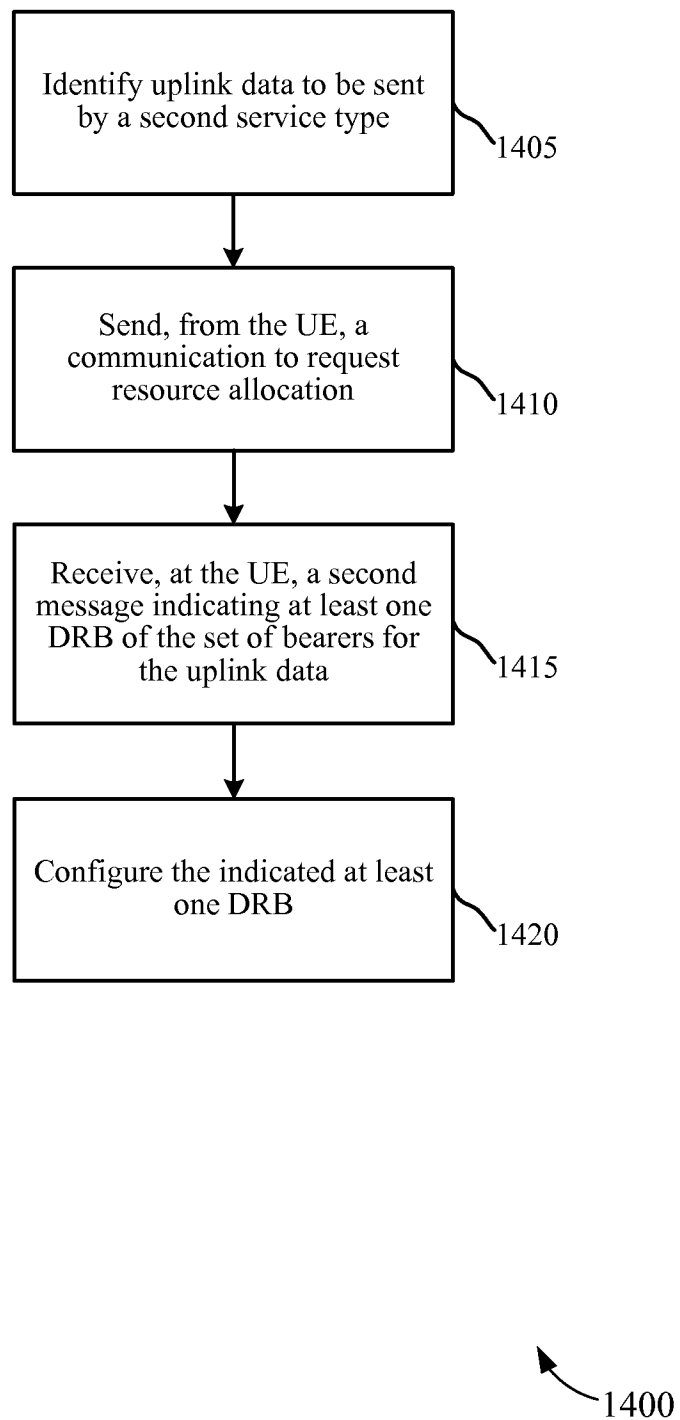 Identify uplink data to be sent
by a second service type
1405
Send, from the UE, a
communication to request
resource allocation
1410
Receive, at the UE, a second
message indicating at least one
DRB of the set of bearers for
the uplink data
1415
Configure the indicated at least
one DRB
1420
1400